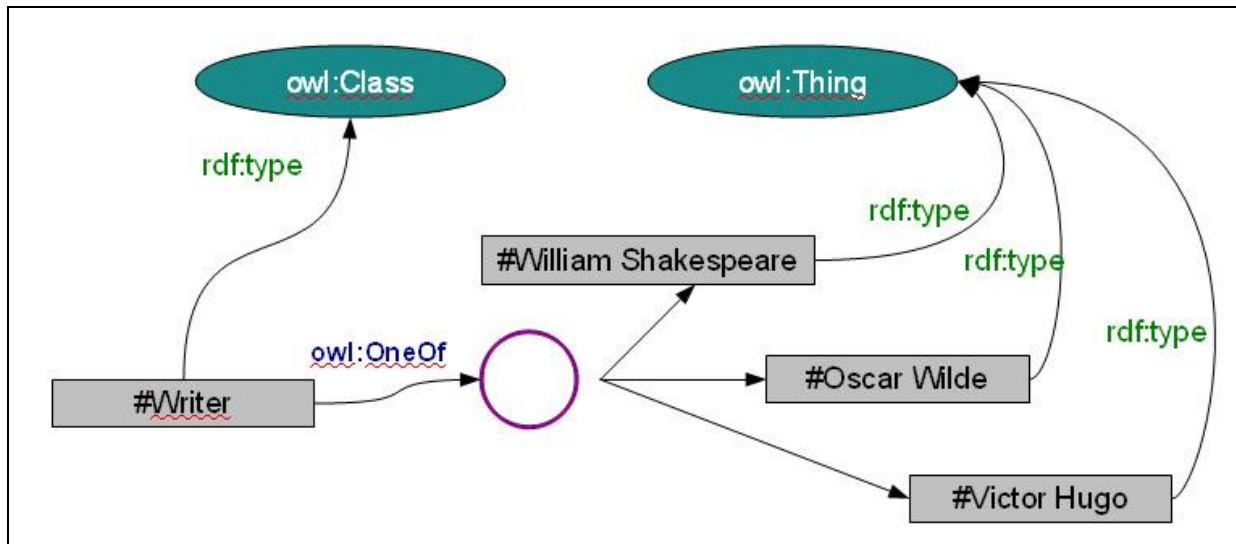 owl:Class
owl:Thing
rdf:type
rdf:type
#William Shakespeare
rdf:type
rdf:type
owl:OneOf
#Oscar Wilde
#Writer
#Victor Hugo